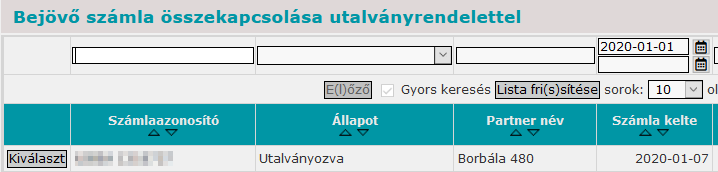 Bejövő számla összekapcsolása utalványrendelettel
2020-01-01
E(l)őző Gyors keresés Lista fri(s)sítése sorok: 10
Számlaazonosító Állapot Partner név Számla kelte
Kiválaszt Utalványozva Borbála 480 2020-01-07